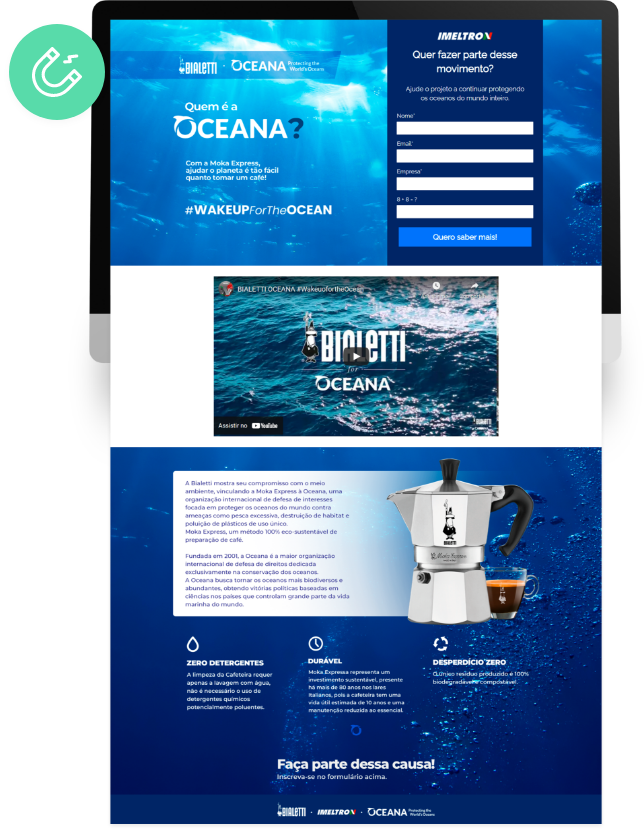 BIALETTI · OCEANA Protecting the
World's Oceans
Quem é a
OCEANA?
Com a Moka Express,
ajudar o planeta é tão fácil
quanto tomar um café!
#WAKEUPForTheOCEAN
IMELTRON
Quer fazer parte desse
movimento?
Ajude o projeto a continuar protegendo
os oceanos do mundo inteiro.
Nome*
Email*
Empresa*
8 + 8 = ?
Quero saber mais!
BIALETTI OCEANA #WakeupfortheOcean
BIALETTI
for
OCEANA
Assistir no YouTube
BIALETTI
A Bialetti mostra seu compromisso com o meio
ambiente, vinculando a Moka Express à Oceana, uma
organização internacional de defesa de interesses
focada em proteger os oceanos do mundo contra
ameaças como pesca excessiva, destruição de habitat e
poluição de plásticos de uso único.
Moka Express, um método 100% eco-sustentável de
preparação de café.
Fundada em 2001, a Oceana é a maior organização
internacional de defesa de direitos dedicada
exclusivamente na conservação dos oceanos.
A Oceana busca tornar os oceanos mais biodiversos e
abundantes, obtendo vitórias políticas baseadas em
ciências nos países que controlam grande parte da vida
marinha do mundo.
BIALETTI
Moka Express
ZERO DETERGENTES
A limpeza da Cafeteira requer
apenas a lavagem com água,
não é necessário o uso de
detergentes químicos
potencialmente poluentes.
DURÁVEL
Moka Expressa representa um
investimento sustentável, presente
há mais de 80 anos nos lares
italianos, pois a cafeteira tem uma
vida útil estimada de 10 anos e uma
manutenção reduzida ao essencial.
DESPERDÍCIO ZERO
O único resíduo produzido é 100%
biodegradável e compostável.
Faça parte dessa causa!
Inscreva-se no formulário acima.
BIALETTI · IMELTRON · OCEANA Protecting the
World's Oceans